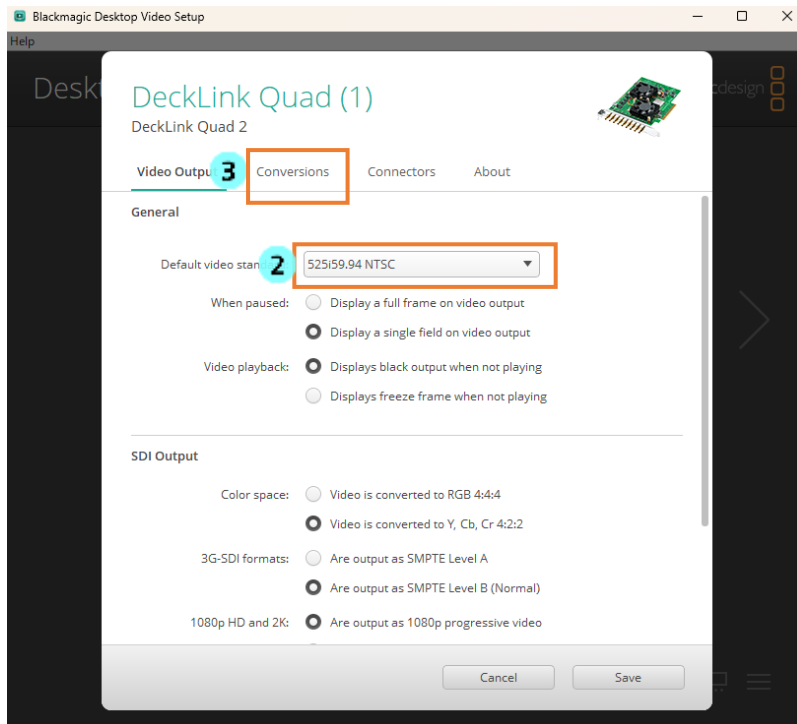 Blackmagic Desktop Video Setup
Help
Desk
cdesign
DeckLink Quad (1)
DeckLink Quad 2
Video Outpu
3
Conversions
Connectors
About
General
Default video stan
2
525i59.94 NTSC
When paused:
Display a full frame on video output
Display a single field on video output
Video playback:
Displays black output when not playing
Displays freeze frame when not playing
SDI Output
Color space:
Video is converted to RGB 4:4:4
Video is converted to Y, Cb, Cr 4:2:2
3G-SDI formats:
Are output as SMPTE Level A
Are output as SMPTE Level B (Normal)
1080p HD and 2K:
Are output as 1080p progressive video
Cancel
Save